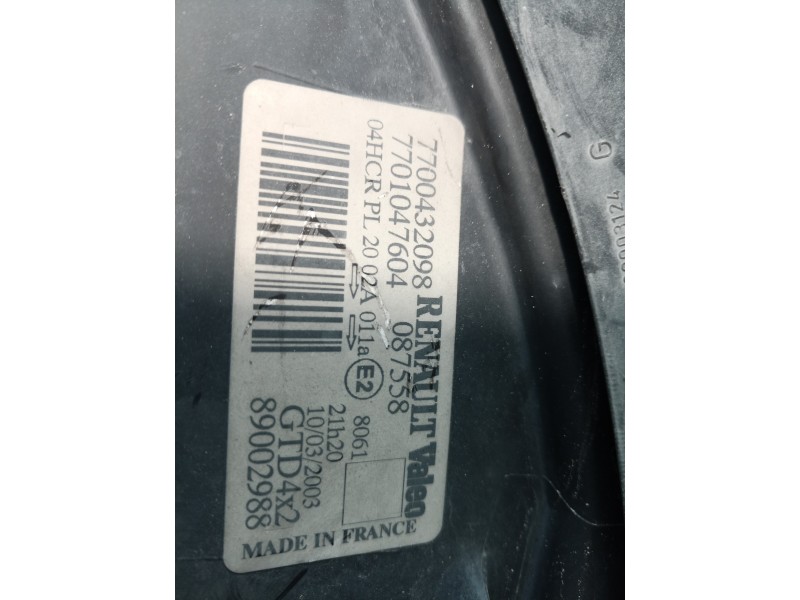 7700432098 RENAULT Valeo
7701047604 087558
04HCR PL 20 02A 011a E2 8061
21h20
10/03/2003
GTD4x2
89002988
MADE IN FRANCE